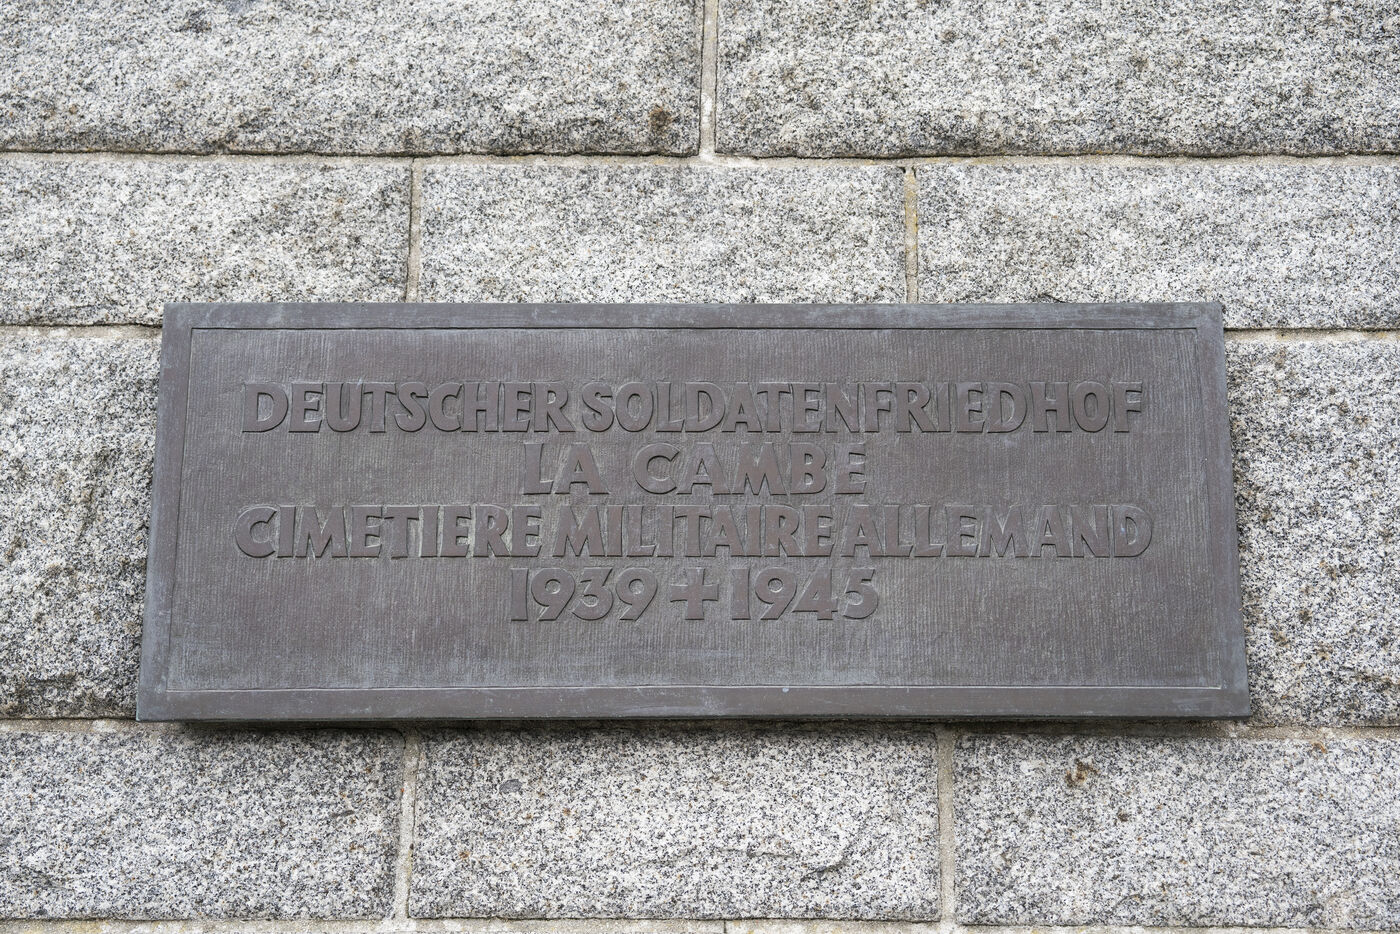 DEUTSCHER SOLDATENFRIEDHOF
LA CAMBE
CIMETIERE MILITAIRE ALLEMAND
1939 + 1945